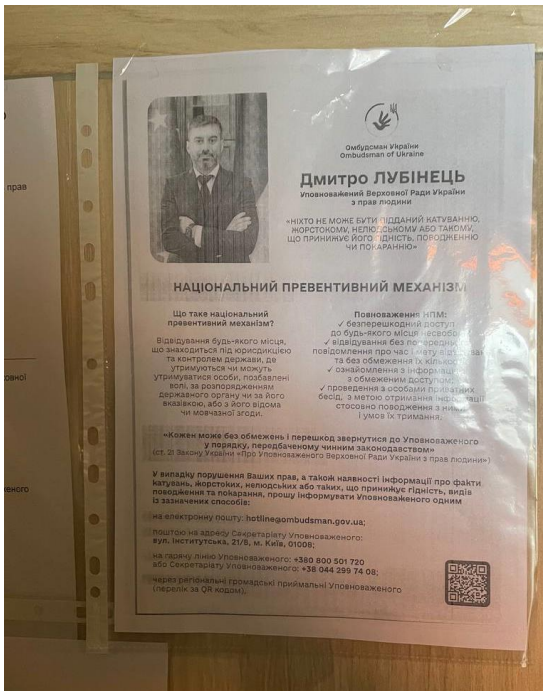 прав
Омбудсман України
Ombudsman of Ukraine
Дмитро ЛУБІНЕЦЬ
Уповноважений Верховної Ради України
з прав людини
«НІХТО НЕ МОЖЕ БУТИ ПІДДАНИЙ КАТУВАННЮ,
ЖОРСТОКОМУ, НЕЛЮДСЬКОМУ АБО ТАКОМУ,
ЩО ПРИНИЖУЄ ЙОГО ГІДНІСТЬ, ПОВОДЖЕННЮ
ЧИ ПОКАРАННЮ»
НАЦІОНАЛЬНИЙ ПРЕВЕНТИВНИЙ МЕХАНІЗМ
Що таке національний
превентивний механізм?
Відвідування будь-якого місця,
що знаходиться під юрисдикцією
та контролем держави, де
утримуються чи можуть
утримуватися особи, позбавлені
волі, за розпорядженням
державного органу чи за його
вказівкою, або з його відома
чи мовчазної згоди.
Повноваження НПМ:
✓ безперешкодний доступ
до будь-якого місця несвободи
✓ відвідування без попереднього
повідомлення про час і мету
та без обмеження їх кількості
✓ ознайомлення з інформацією
з обмеженим доступом
✓ проведення з особами приватних
бесід, з метою отримання інформації
стосовно поводження з ними
і умов їх тримання.
«Кожен може без обмежень і перешкод звернутися до Уповноваженого
у порядку, передбаченому чинним законодавством»
(ст. 21 Закону України «Про Уповноваженого Верховної Ради України з прав людини»)
У випадку порушення Ваших прав, а також наявності інформації про факти
катувань, жорстоких, нелюдських або таких, що принижує гідність, видів
поводження та покарання, прошу інформувати Уповноваженого одним
із зазначених способів:
на електронну пошту: hotline@ombudsman.gov.ua;
поштою на адресу Секретаріату Уповноваженого:
вул. Інститутська, 21/8, м. Київ, 01008;
на гарячу лінію Уповноваженого: +380 800 501 720
або Секретаріату Уповноваженого: +38 044 299 74 08;
через регіональні громадські приймальні Уповноваженого
(перелік за QR кодом).